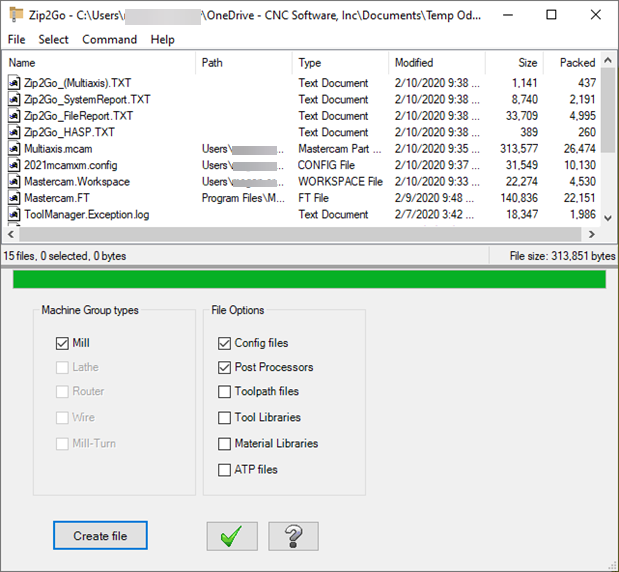 Zip2Go - C:\Users\ \OneDrive - CNC Software, Inc\Documents\Temp Od...
File Select Command Help
Name Path Type Modified Size Packed
Zip2Go_(Multiaxis).TXT Text Document 2/10/2020 9:38 ... 1,141 437
Zip2Go_SystemReport.TXT Text Document 2/10/2020 9:38 ... 8,740 2,191
Zip2Go_FileReport.TXT Text Document 2/10/2020 9:38 ... 33,709 4,995
Zip2Go_HASP.TXT Text Document 2/10/2020 9:38 ... 389 260
Multiaxis.mcam Users\ ... Mastercam Part ... 2/10/2020 9:35 ... 313,577 26,474
2021mcamxm.config Users\ ... CONFIG File 2/10/2020 9:37 ... 31,549 10,130
Mastercam.Workspace Users\ ... WORKSPACE File 2/10/2020 9:33 ... 22,274 4,530
Mastercam.FT Program Files\M... FT File 2/9/2020 9:48 ... 140,836 22,151
ToolManager.Exception.log Text Document 2/7/2020 3:42 ... 18,347 1,986
15 files, 0 selected, 0 bytes File size: 313,851 bytes
Machine Group types File Options
Mill Config files
Lathe Post Processors
Router Toolpath files
Wire Tool Libraries
Mill-Turn Material Libraries
ATP files
Create file